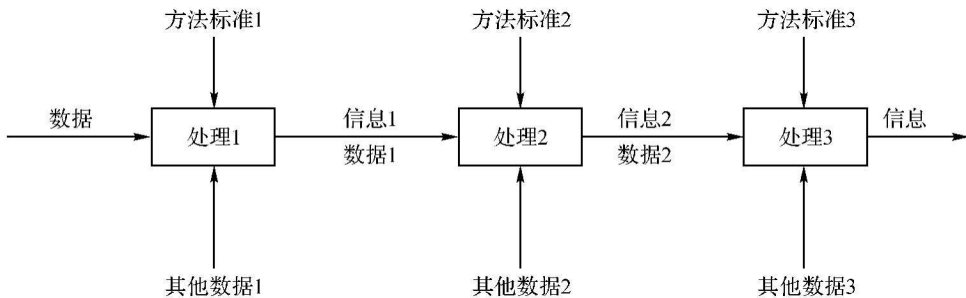 方法标准1
方法标准2
方法标准3
数据
处理1
信息1
数据1
处理2
信息2
数据2
处理3
信息
其他数据1
其他数据2
其他数据3